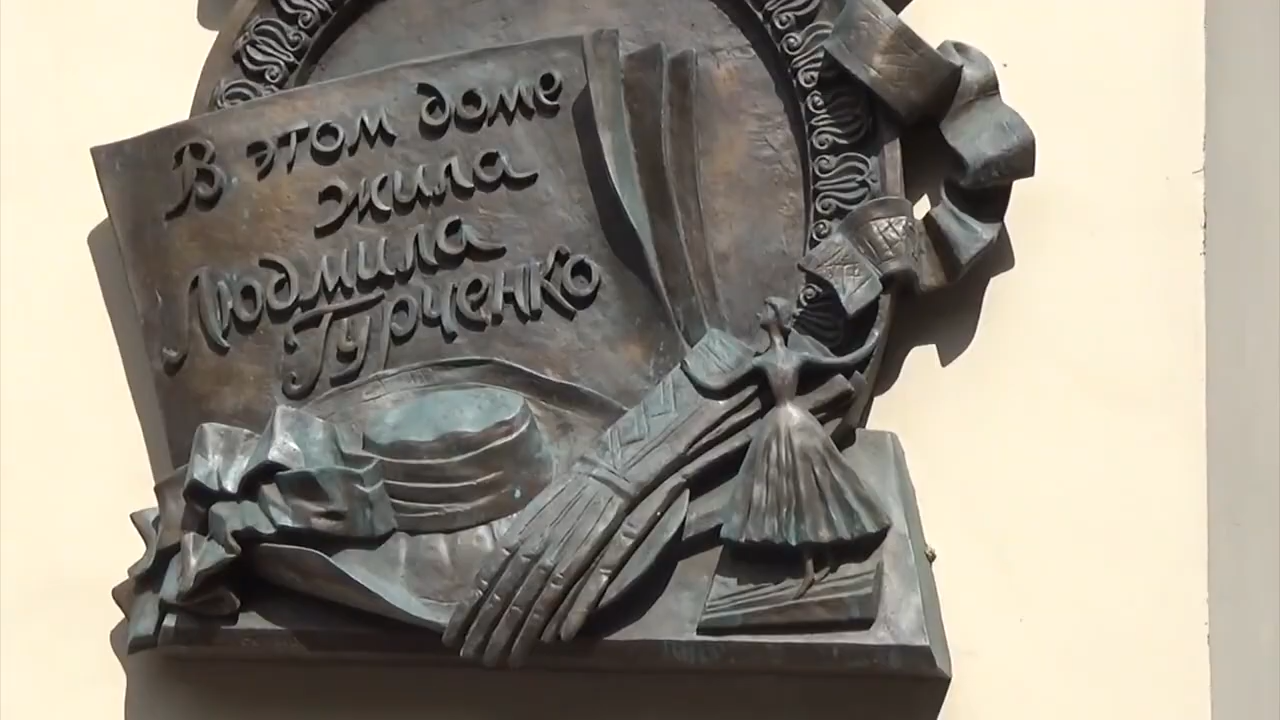 В этом доме
жила
Людмила
Гурченко